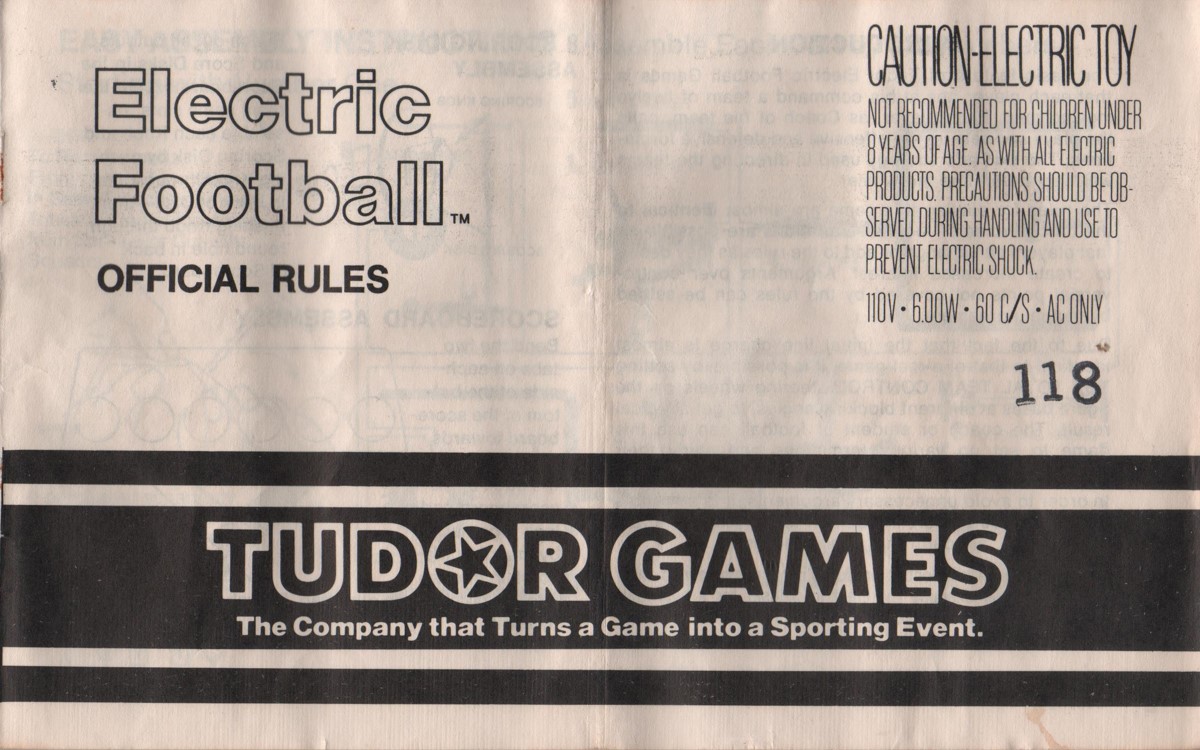 Electric
Football™
OFFICIAL RULES
CAUTION-ELECTRIC TOY
NOT RECOMMENDED FOR CHILDREN UNDER
8 YEARS OF AGE. AS WITH ALL ELECTRIC
PRODUCTS. PRECAUTIONS SHOULD BE OB-
SERVED DURING HANDLING AND USE TO
PREVENT ELECTRIC SHOCK.
110V • 6.00W • 60 C/S • AC ONLY
118
TUDOR GAMES
The Company that Turns a Game into a Sporting Event.